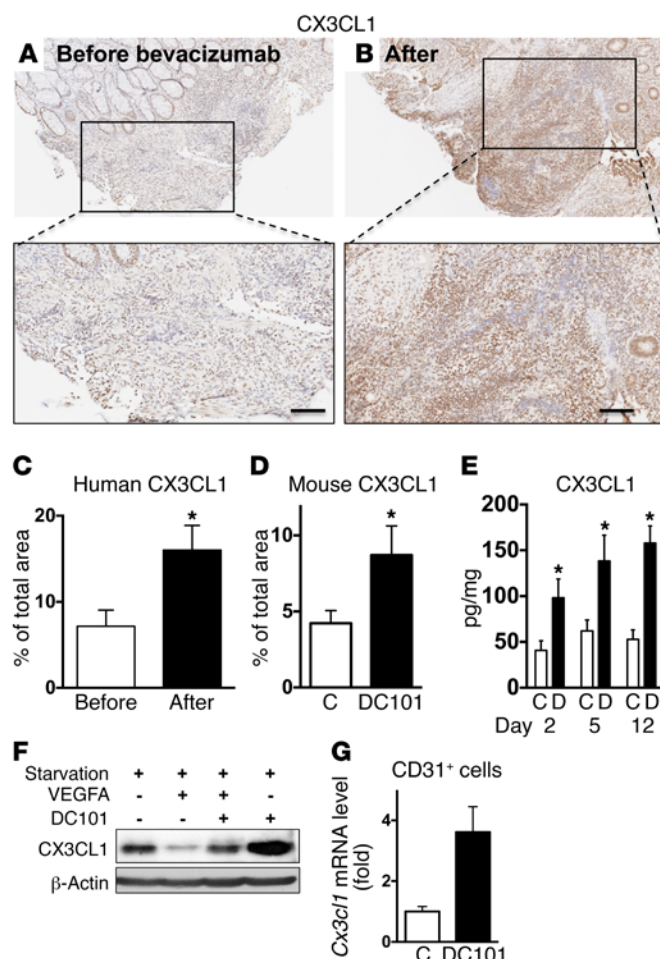 CX3CL1
A Before bevacizumab
B After
C Human CX3CL1
% of total area
20
10
0
Before After
*
D Mouse CX3CL1
% of total area
10
5
0
C DC101
*
E CX3CL1
pg/mg
200
150
100
50
0
* * *
C D C D C D
Day 2 5 12
F
Starvation + + + +
VEGFA - + + -
DC101 - - + +
CX3CL1
β-Actin
G CD31+ cells
Cx3cl1 mRNA level
(fold)
4
2
0
C DC101